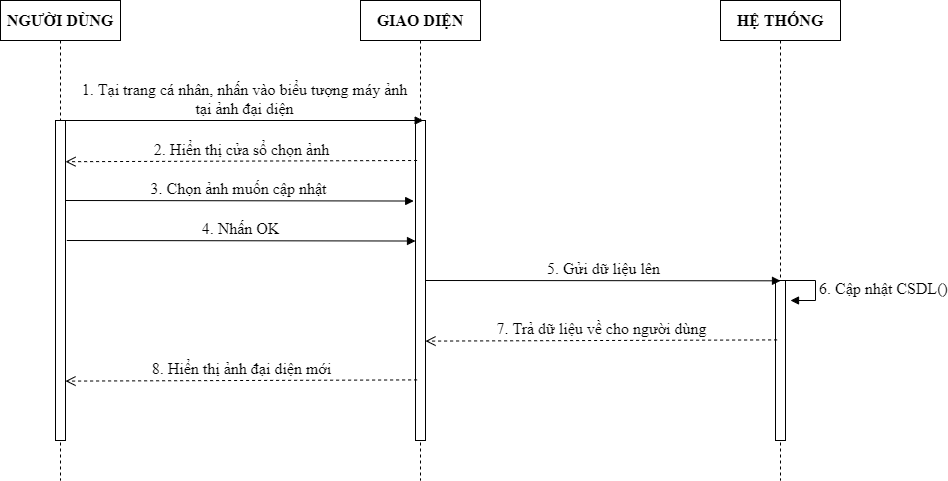 NGƯỜI DÙNG
GIAO DIỆN
HỆ THỐNG
1. Tại trang cá nhân, nhấn vào biểu tượng máy ảnh
tại ảnh đại diện
2. Hiển thị cửa sổ chọn ảnh
3. Chọn ảnh muốn cập nhật
4. Nhấn OK
5. Gửi dữ liệu lên
6. Cập nhật CSDL()
7. Trả dữ liệu về cho người dùng
8. Hiển thị ảnh đại diện mới